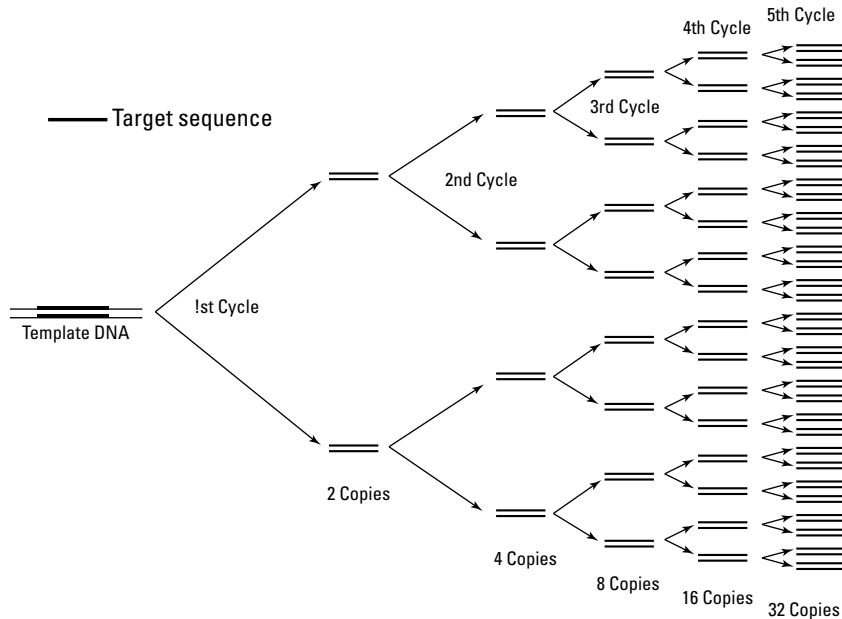 5th Cycle
4th Cycle
3rd Cycle
Target sequence
2nd Cycle
!st Cycle
Template DNA
2 Copies
4 Copies
8 Copies
16 Copies
32 Copies